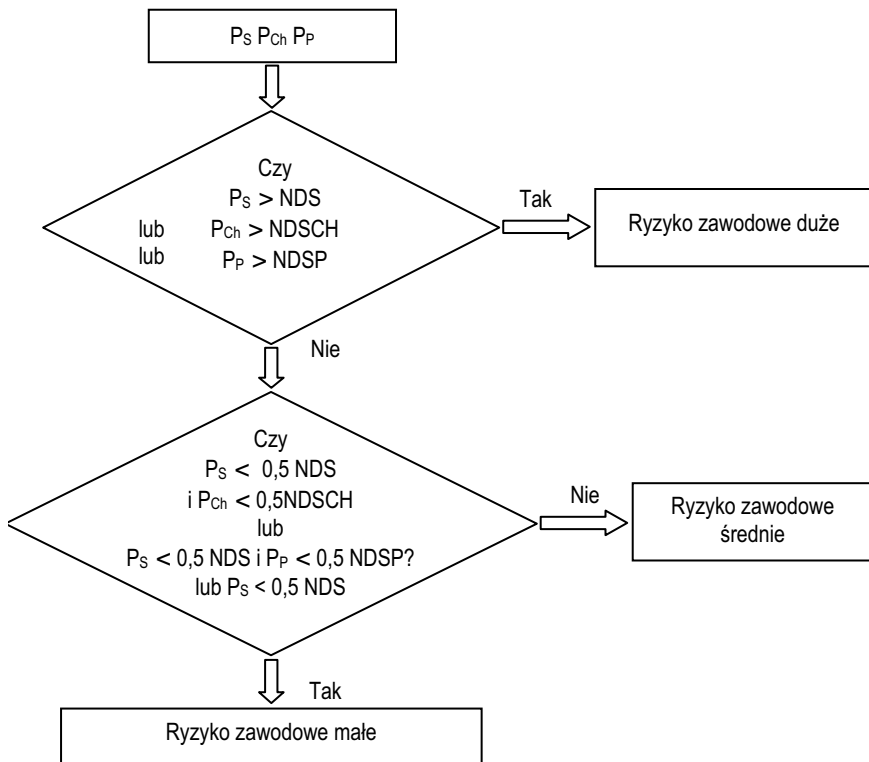 PS PCh PP
Czy
PS > NDS
lub PCh > NDSCH
lub PP > NDSP
Tak
Ryzyko zawodowe duże
Nie
Czy
PS < 0,5 NDS
i PCh < 0,5NDSCH
lub
PS < 0,5 NDS i PP < 0,5 NDSP?
lub PS < 0,5 NDS
Nie
Ryzyko zawodowe
średnie
Tak
Ryzyko zawodowe małe